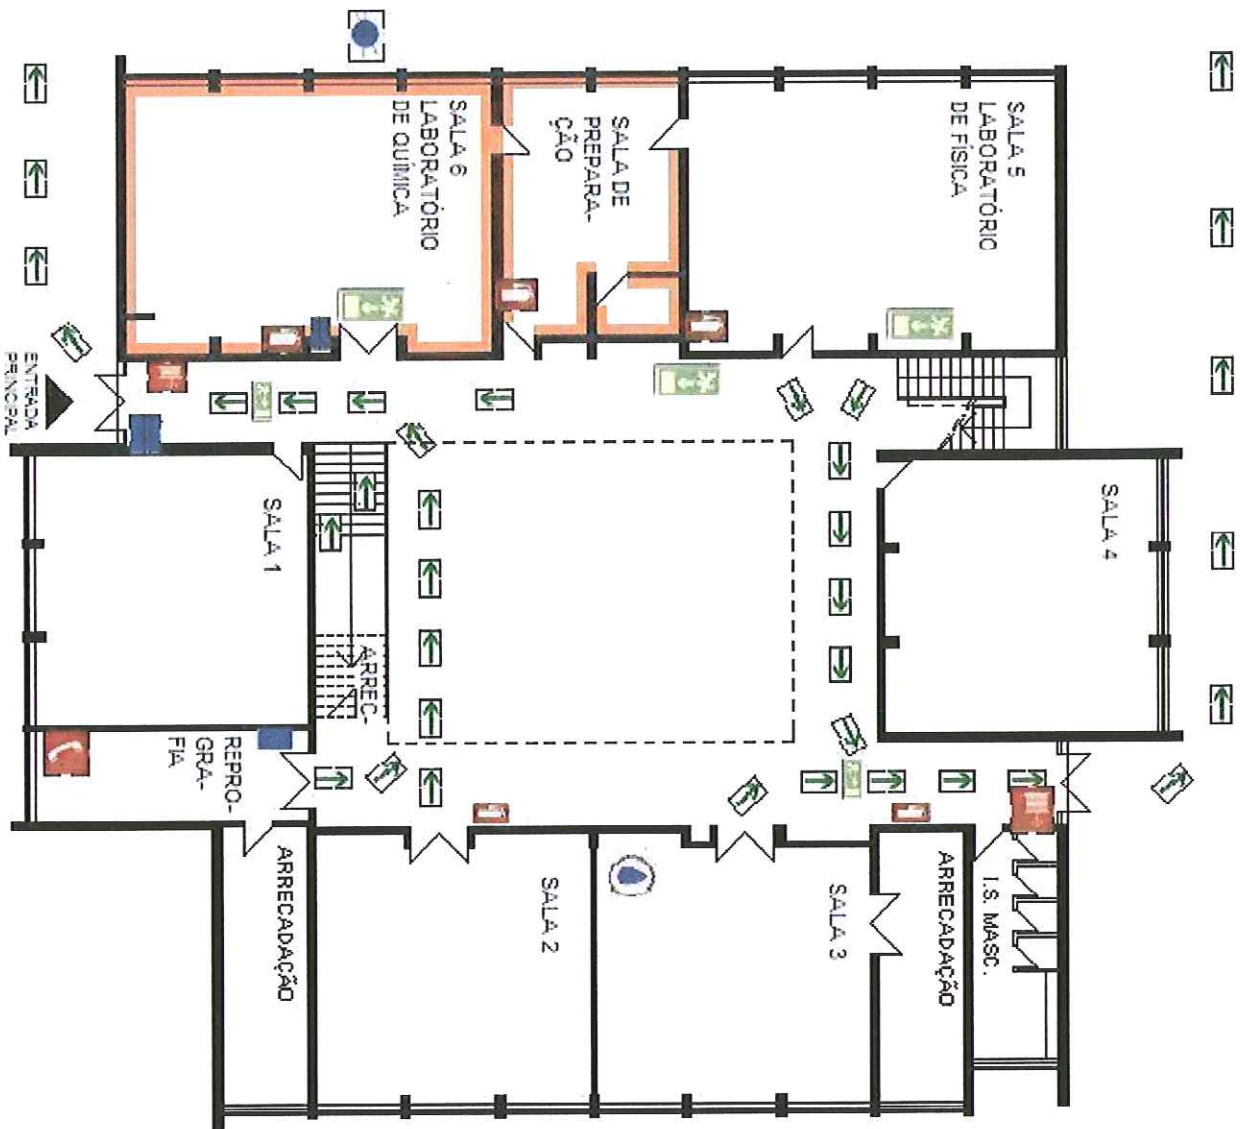 SALA 6
LABORATÓRIO
DE QUÍMICA
SALA DE
PREPARA-
ÇÃO
SALA 5
LABORATÓRIO
DE FÍSICA
ENTRADA
PRINCIPAL
SALA 1
ARREC-
SALA 4
REPRO-
GRA-
FIA
ARRECADAÇÃO
SALA 2
SALA 3
ARRECADAÇÃO
I.S. MASC.